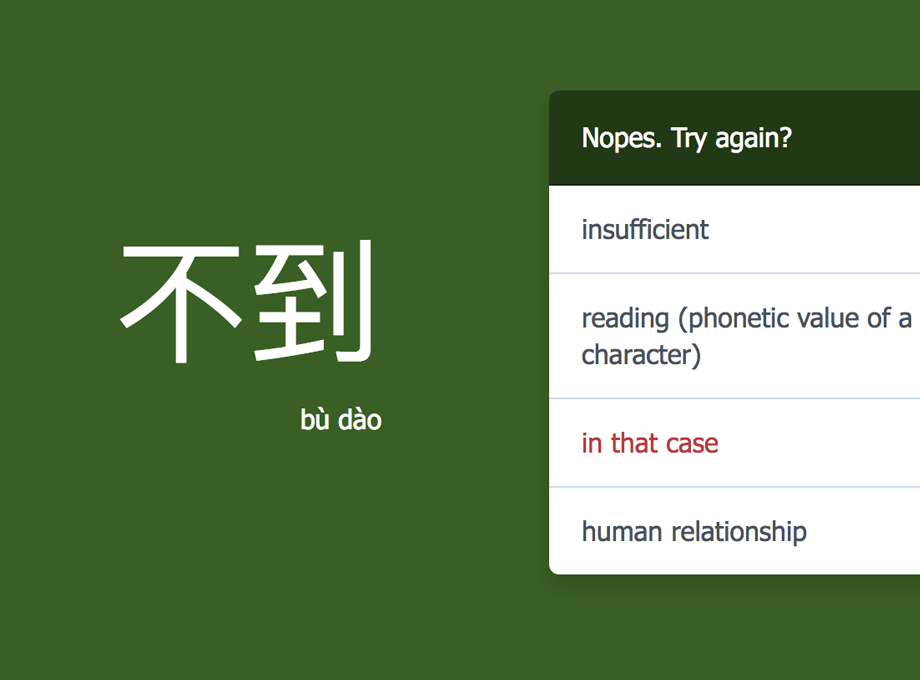 不到
bù dào
Nopes. Try again?
insufficient
reading (phonetic value of a
character)
in that case
human relationship